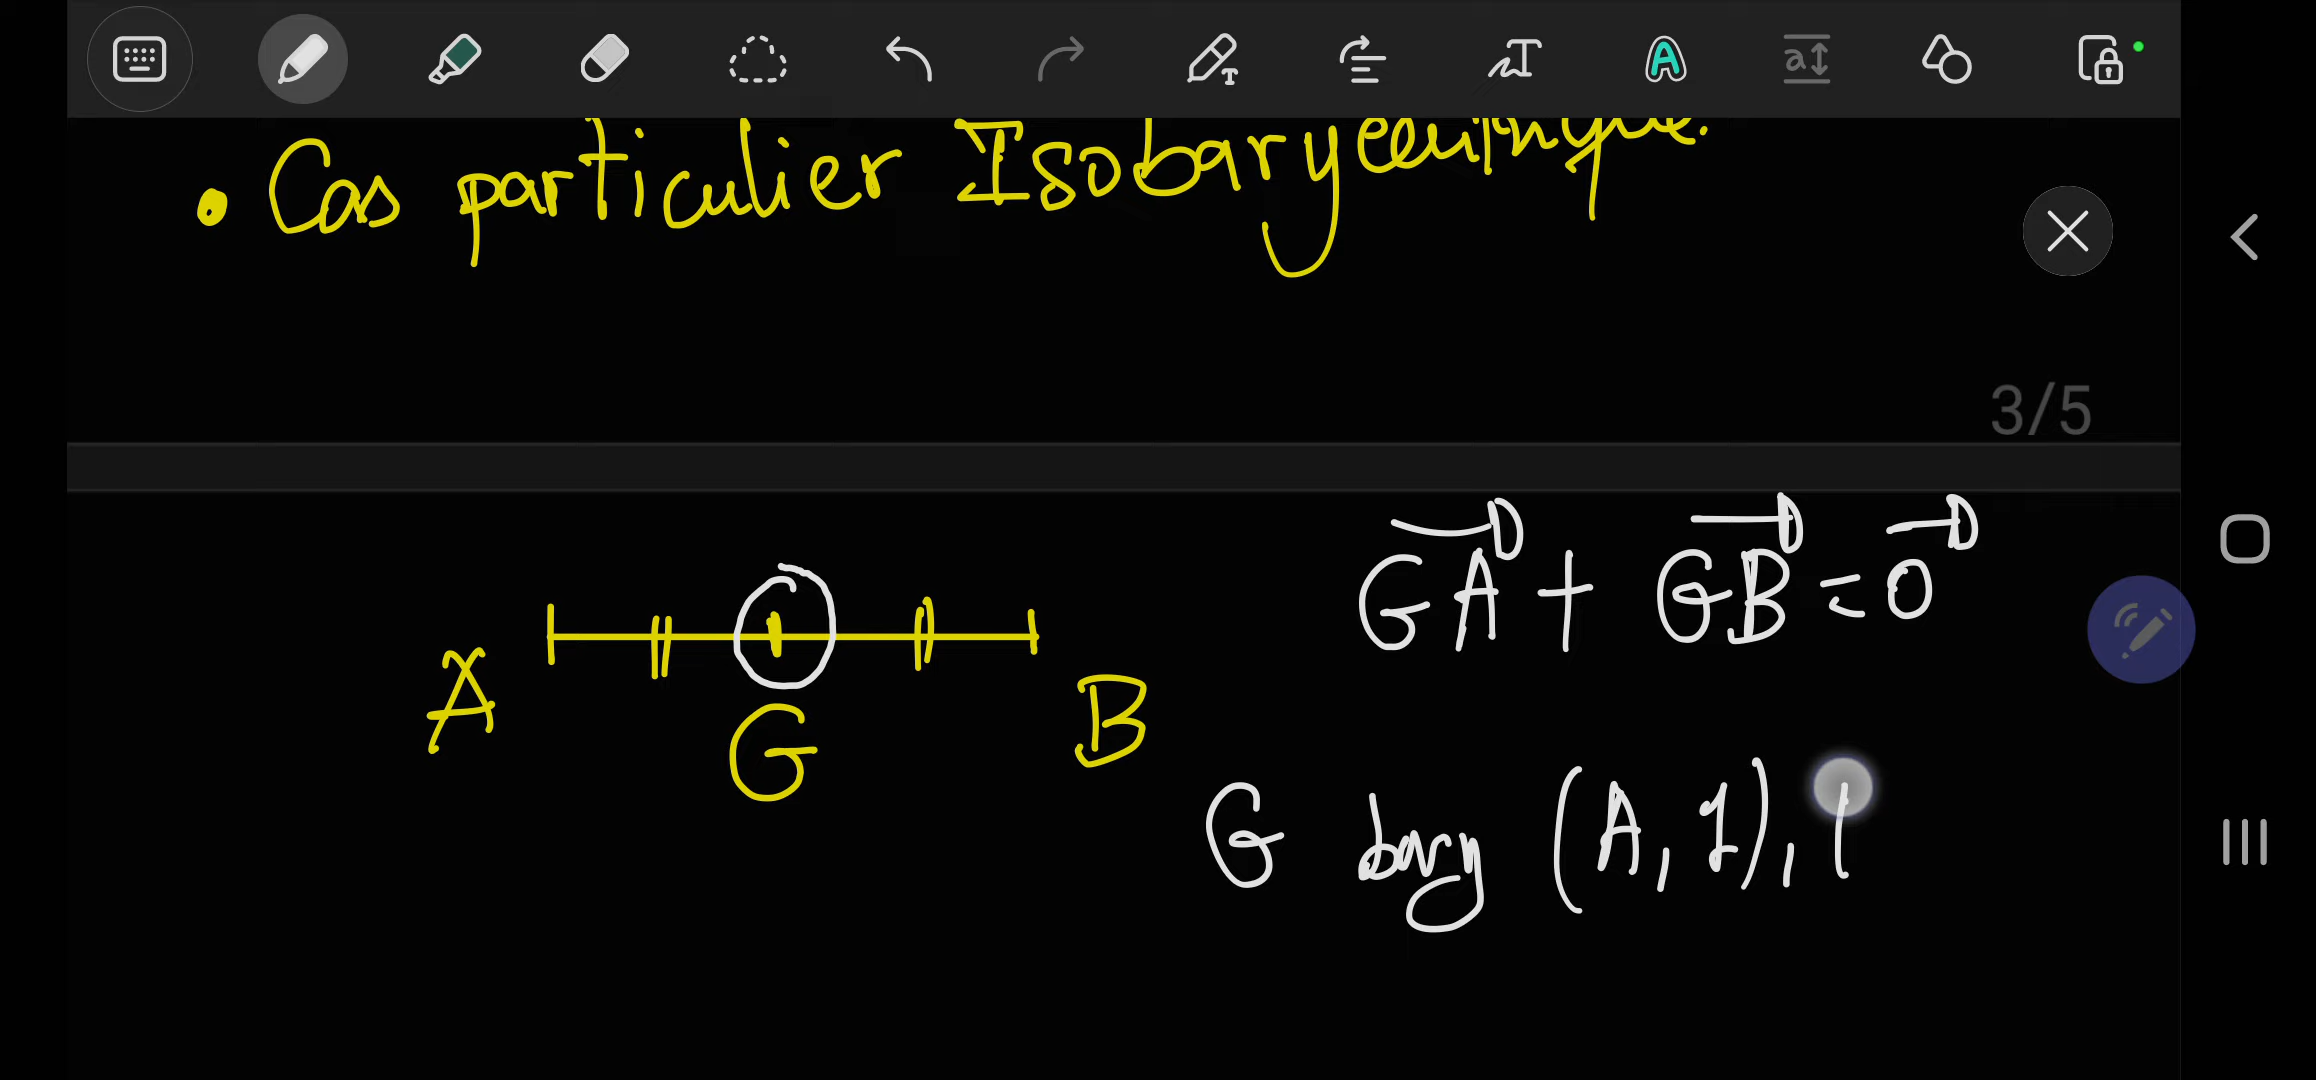 • Cas particulier Isobarycentrique.
3/5
A G B
GA + GB = 0
G bary (A, 1), (